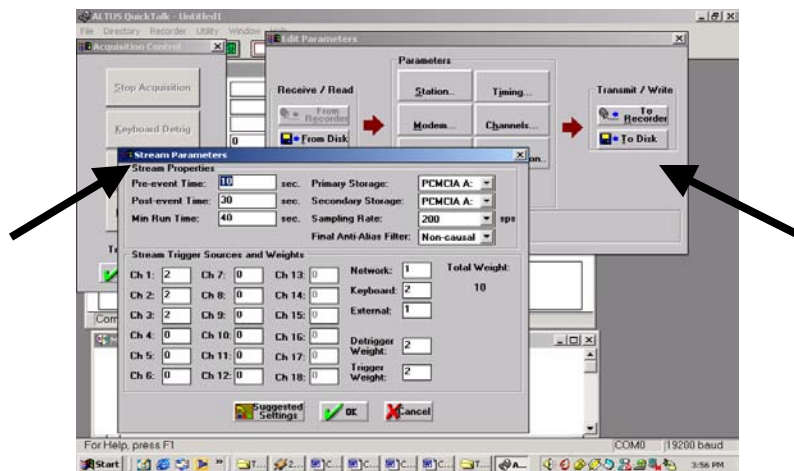 ALTUS QuickTalk - Untitled1
File Directory Recorder Utility Window Help
Acquisition Control
Stop Acquisition
Keyboard Detrig
Edit Parameters
Parameters
Receive / Read
From Recorder
From Disk
Station..
Timing...
Modem...
Channels...
Transmit / Write
To Recorder
To Disk
Stream Parameters
Stream Properties
Pre-event Time: 10 sec. Primary Storage: PCMCIA A:
Post-event Time: 30 sec. Secondary Storage: PCMCIA A:
Min Run Time: 40 sec. Sampling Rate: 200 sps
Final Anti-Alias Filter: Non-causal
Stream Trigger Sources and Weights
Ch 1: 2 Ch 7: 0 Ch 13: 0 Network: 1 Total Weight:
Ch 2: 2 Ch 8: 0 Ch 14: 0 Keyboard: 2 10
Ch 3: 2 Ch 9: 0 Ch 15: 0 External: 1
Ch 4: 0 Ch 10: 0 Ch 16: 0 Detrigger Weight: 2
Ch 5: 0 Ch 11: 0 Ch 17: 0
Ch 6: 0 Ch 12: 0 Ch 18: 0 Trigger Weight: 2
Suggested Settings
OK
Cancel
For Help, press F1
COM0 19200 baud
Start
3:56 PM